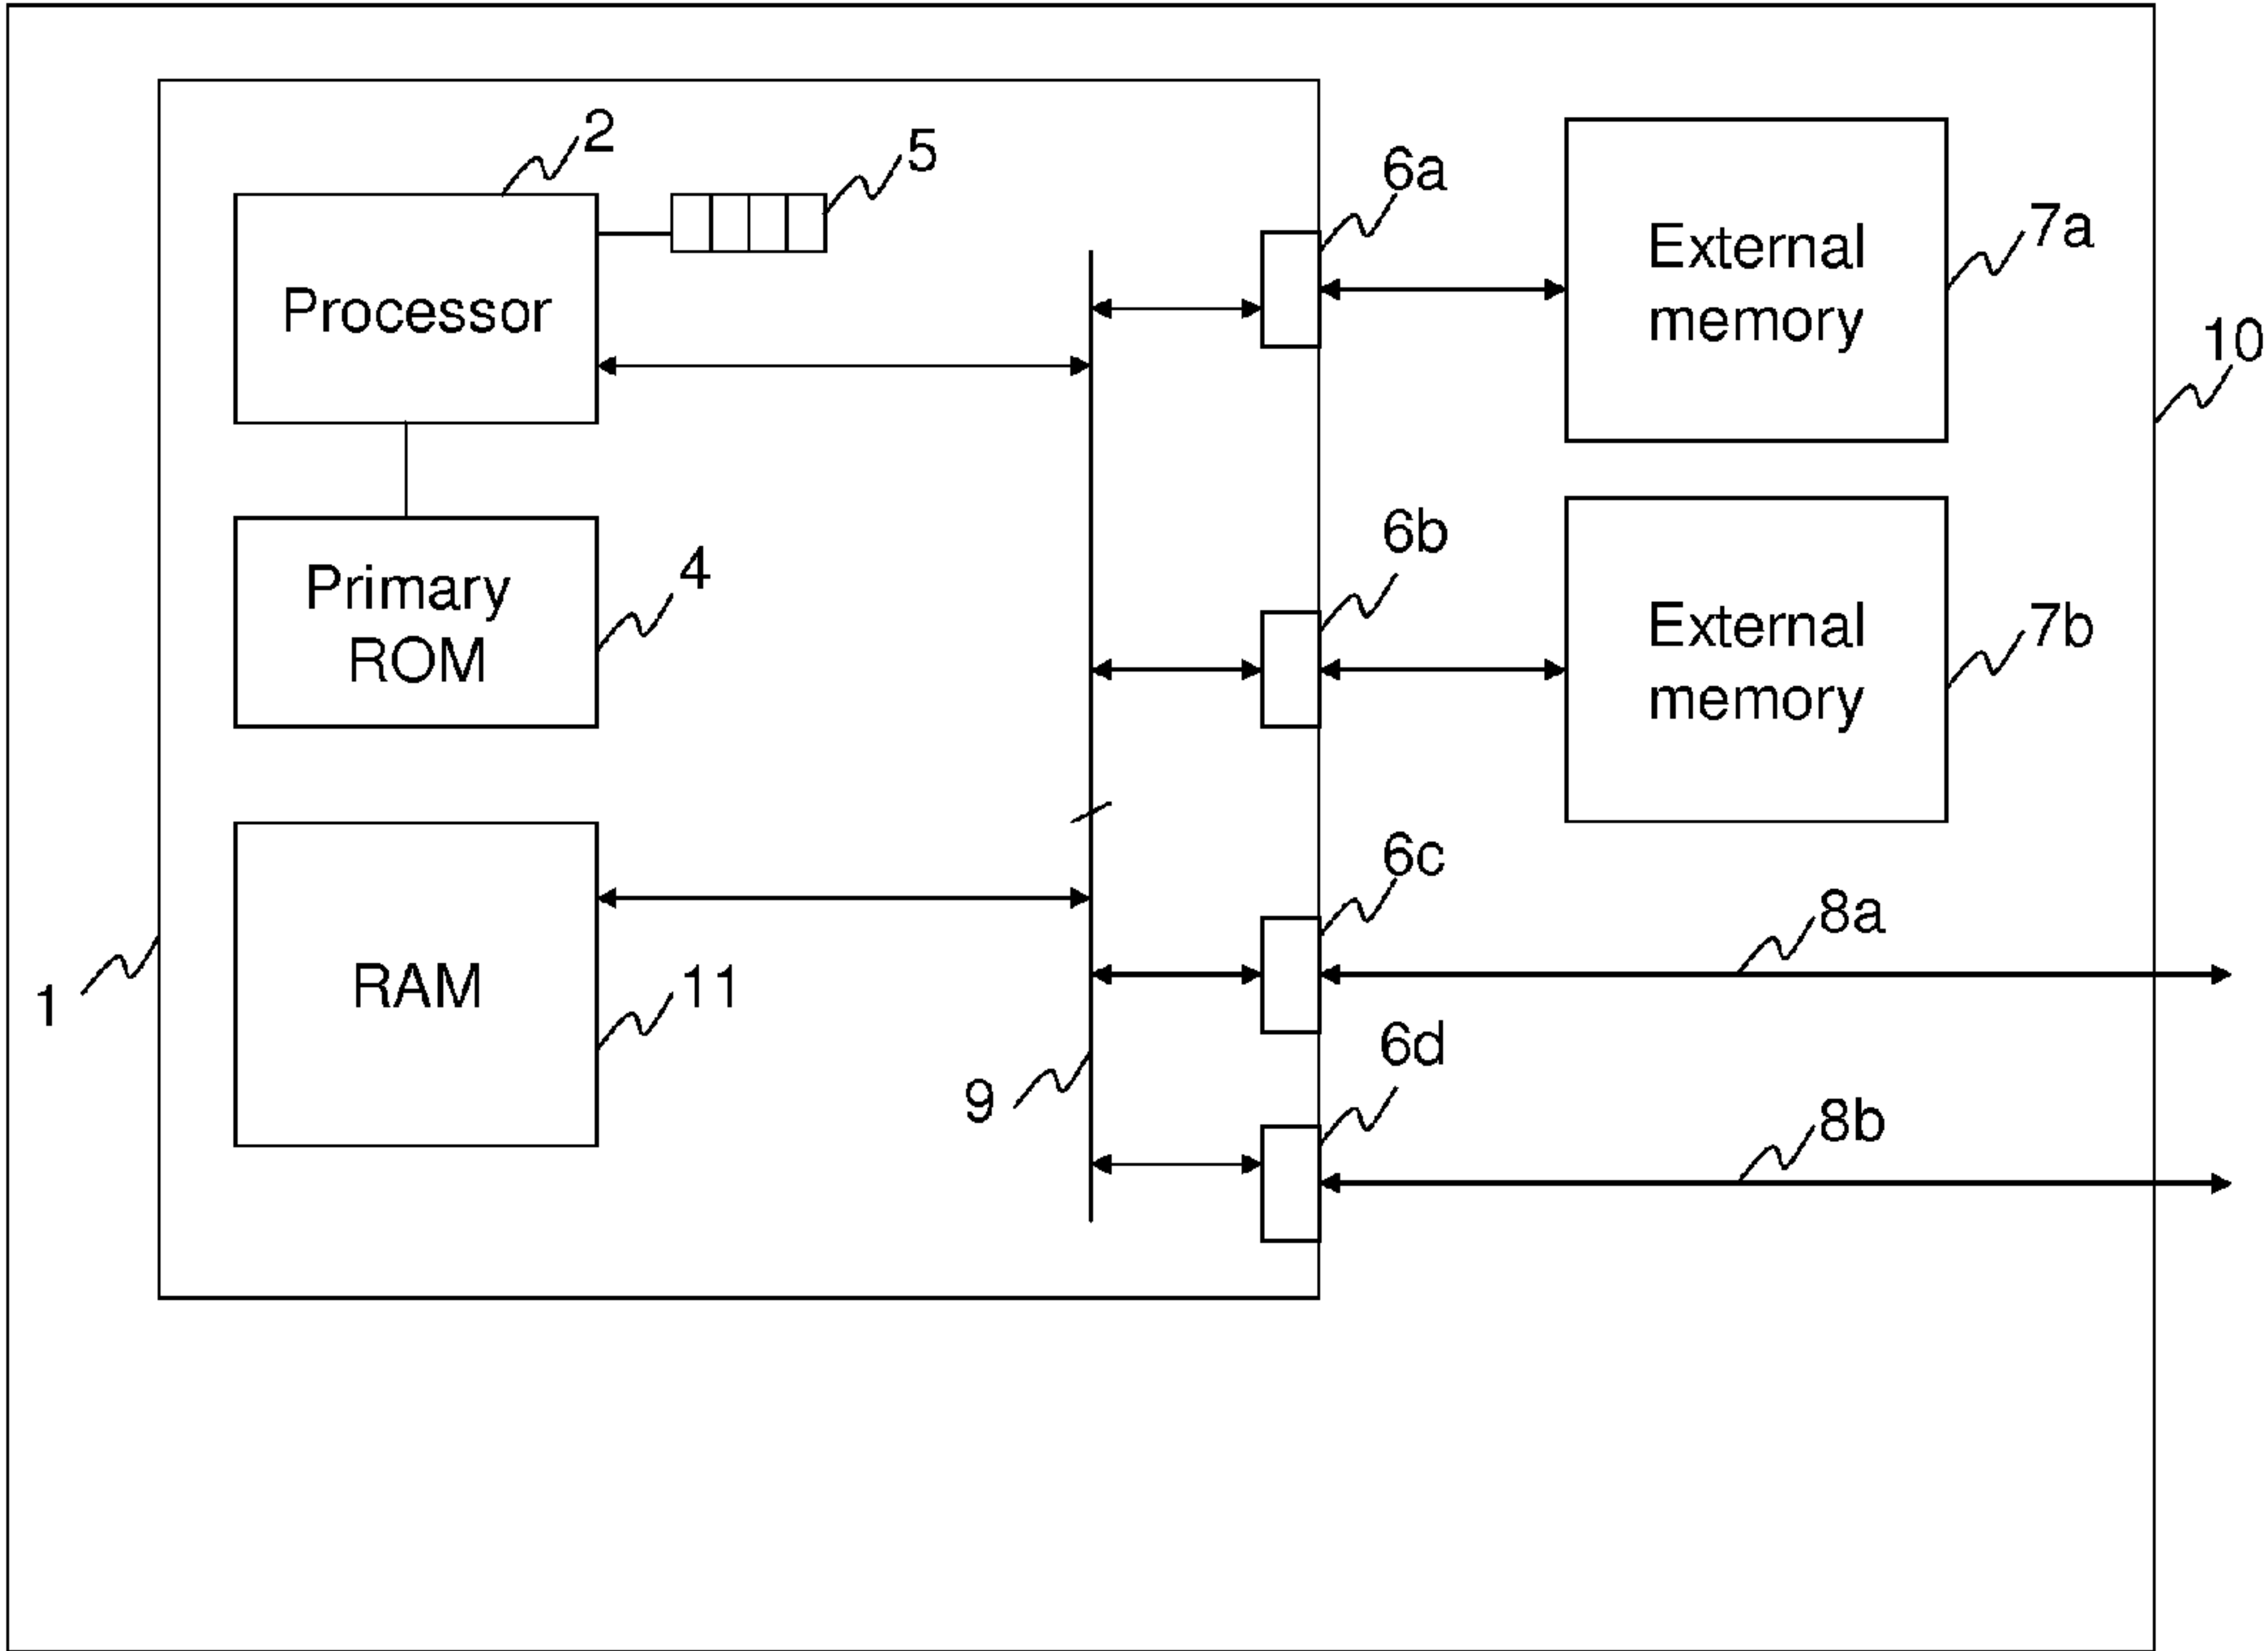 2
5
6a
Processor
External
memory
7a
10
Primary
ROM
4
6b
External
memory
7b
6c
8a
RAM
11
1
6d
9
8b